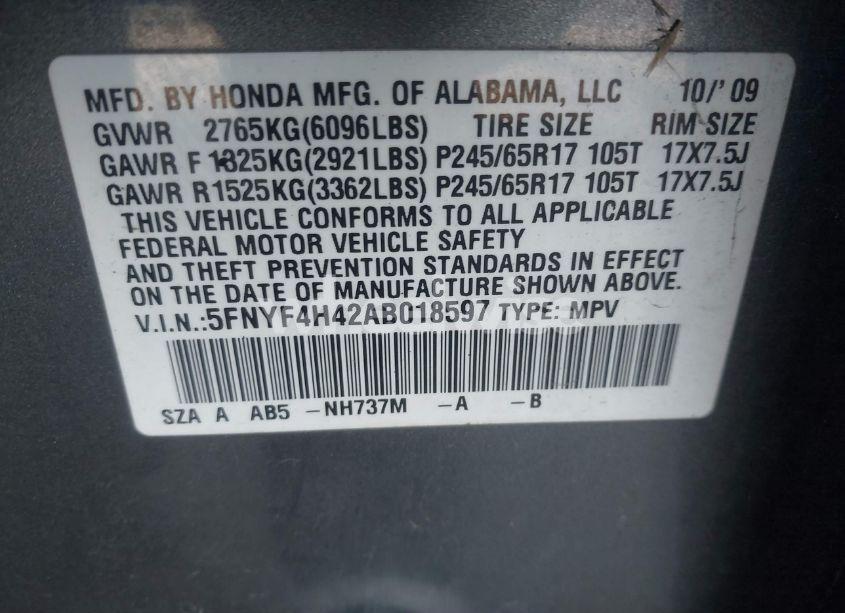 MFD. BY HONDA MFG. OF ALABAMA, LLC 10/'09
GVWR 2765KG(6096LBS) TIRE SIZE RIM SIZE
GAWR F 1325KG(2921LBS) P245/65R17 105T 17X7.5J
GAWR R1525KG(3362LBS) P245/65R17 105T 17X7.5J
THIS VEHICLE CONFORMS TO ALL APPLICABLE
FEDERAL MOTOR VEHICLE SAFETY
AND THEFT PREVENTION STANDARDS IN EFFECT
ON THE DATE OF MANUFACTURE SHOWN ABOVE.
V.I.N.:5FNYF4H42AB018597 TYPE: MPV
SZA A AB5 -NH737M -A -B